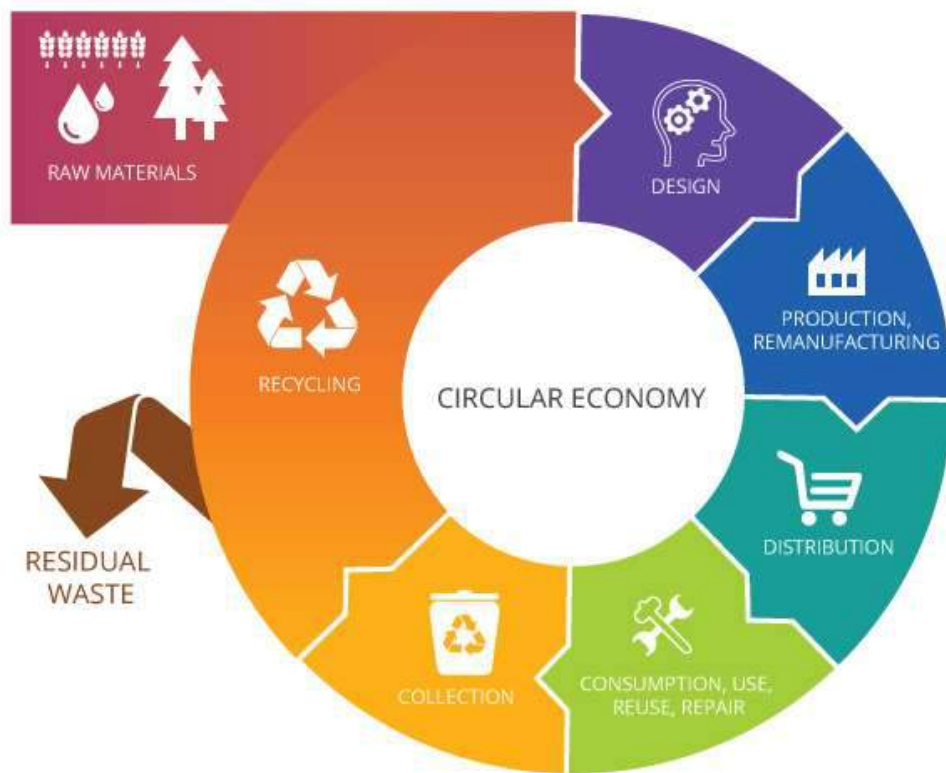 RAW MATERIALS
DESIGN
PRODUCTION,
REMANUFACTURING
RECYCLING
CIRCULAR ECONOMY
DISTRIBUTION
RESIDUAL
WASTE
COLLECTION
CONSUMPTION, USE,
REUSE, REPAIR